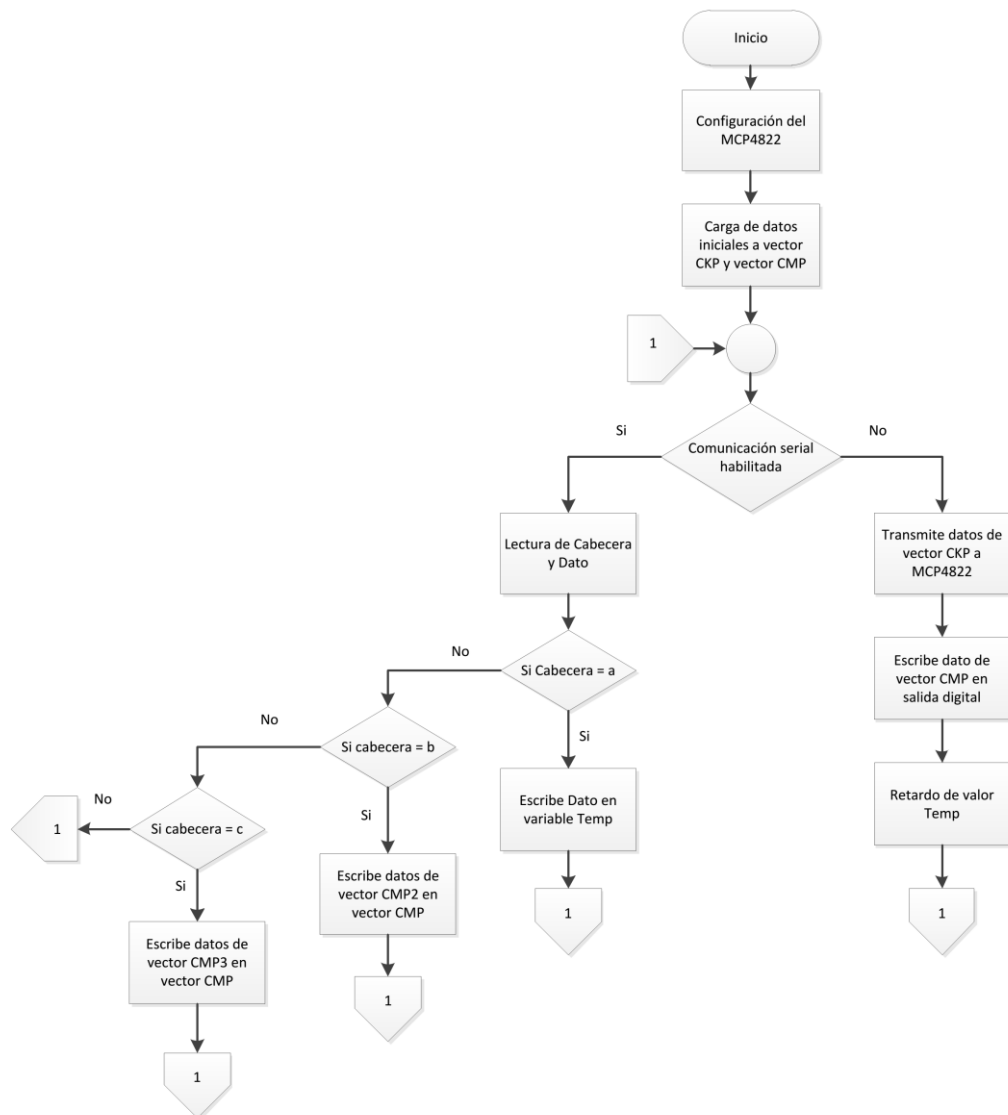 Inicio
Configuración del
MCP4822
Carga de datos
iniciales a vector
CKP y vector CMP
1
Si
No
Comunicación serial
habilitada
Lectura de Cabecera
y Dato
Transmite datos de
vector CKP a
MCP4822
No
Si Cabecera = a
Escribe dato de
vector CMP en
salida digital
No
Si cabecera = b
Si
Escribe Dato en
variable Temp
Retardo de valor
Temp
No
1
Si cabecera = c
Si
Si
Escribe datos de
vector CMP2 en
vector CMP
1
1
Escribe datos de
vector CMP3 en
vector CMP
1
1